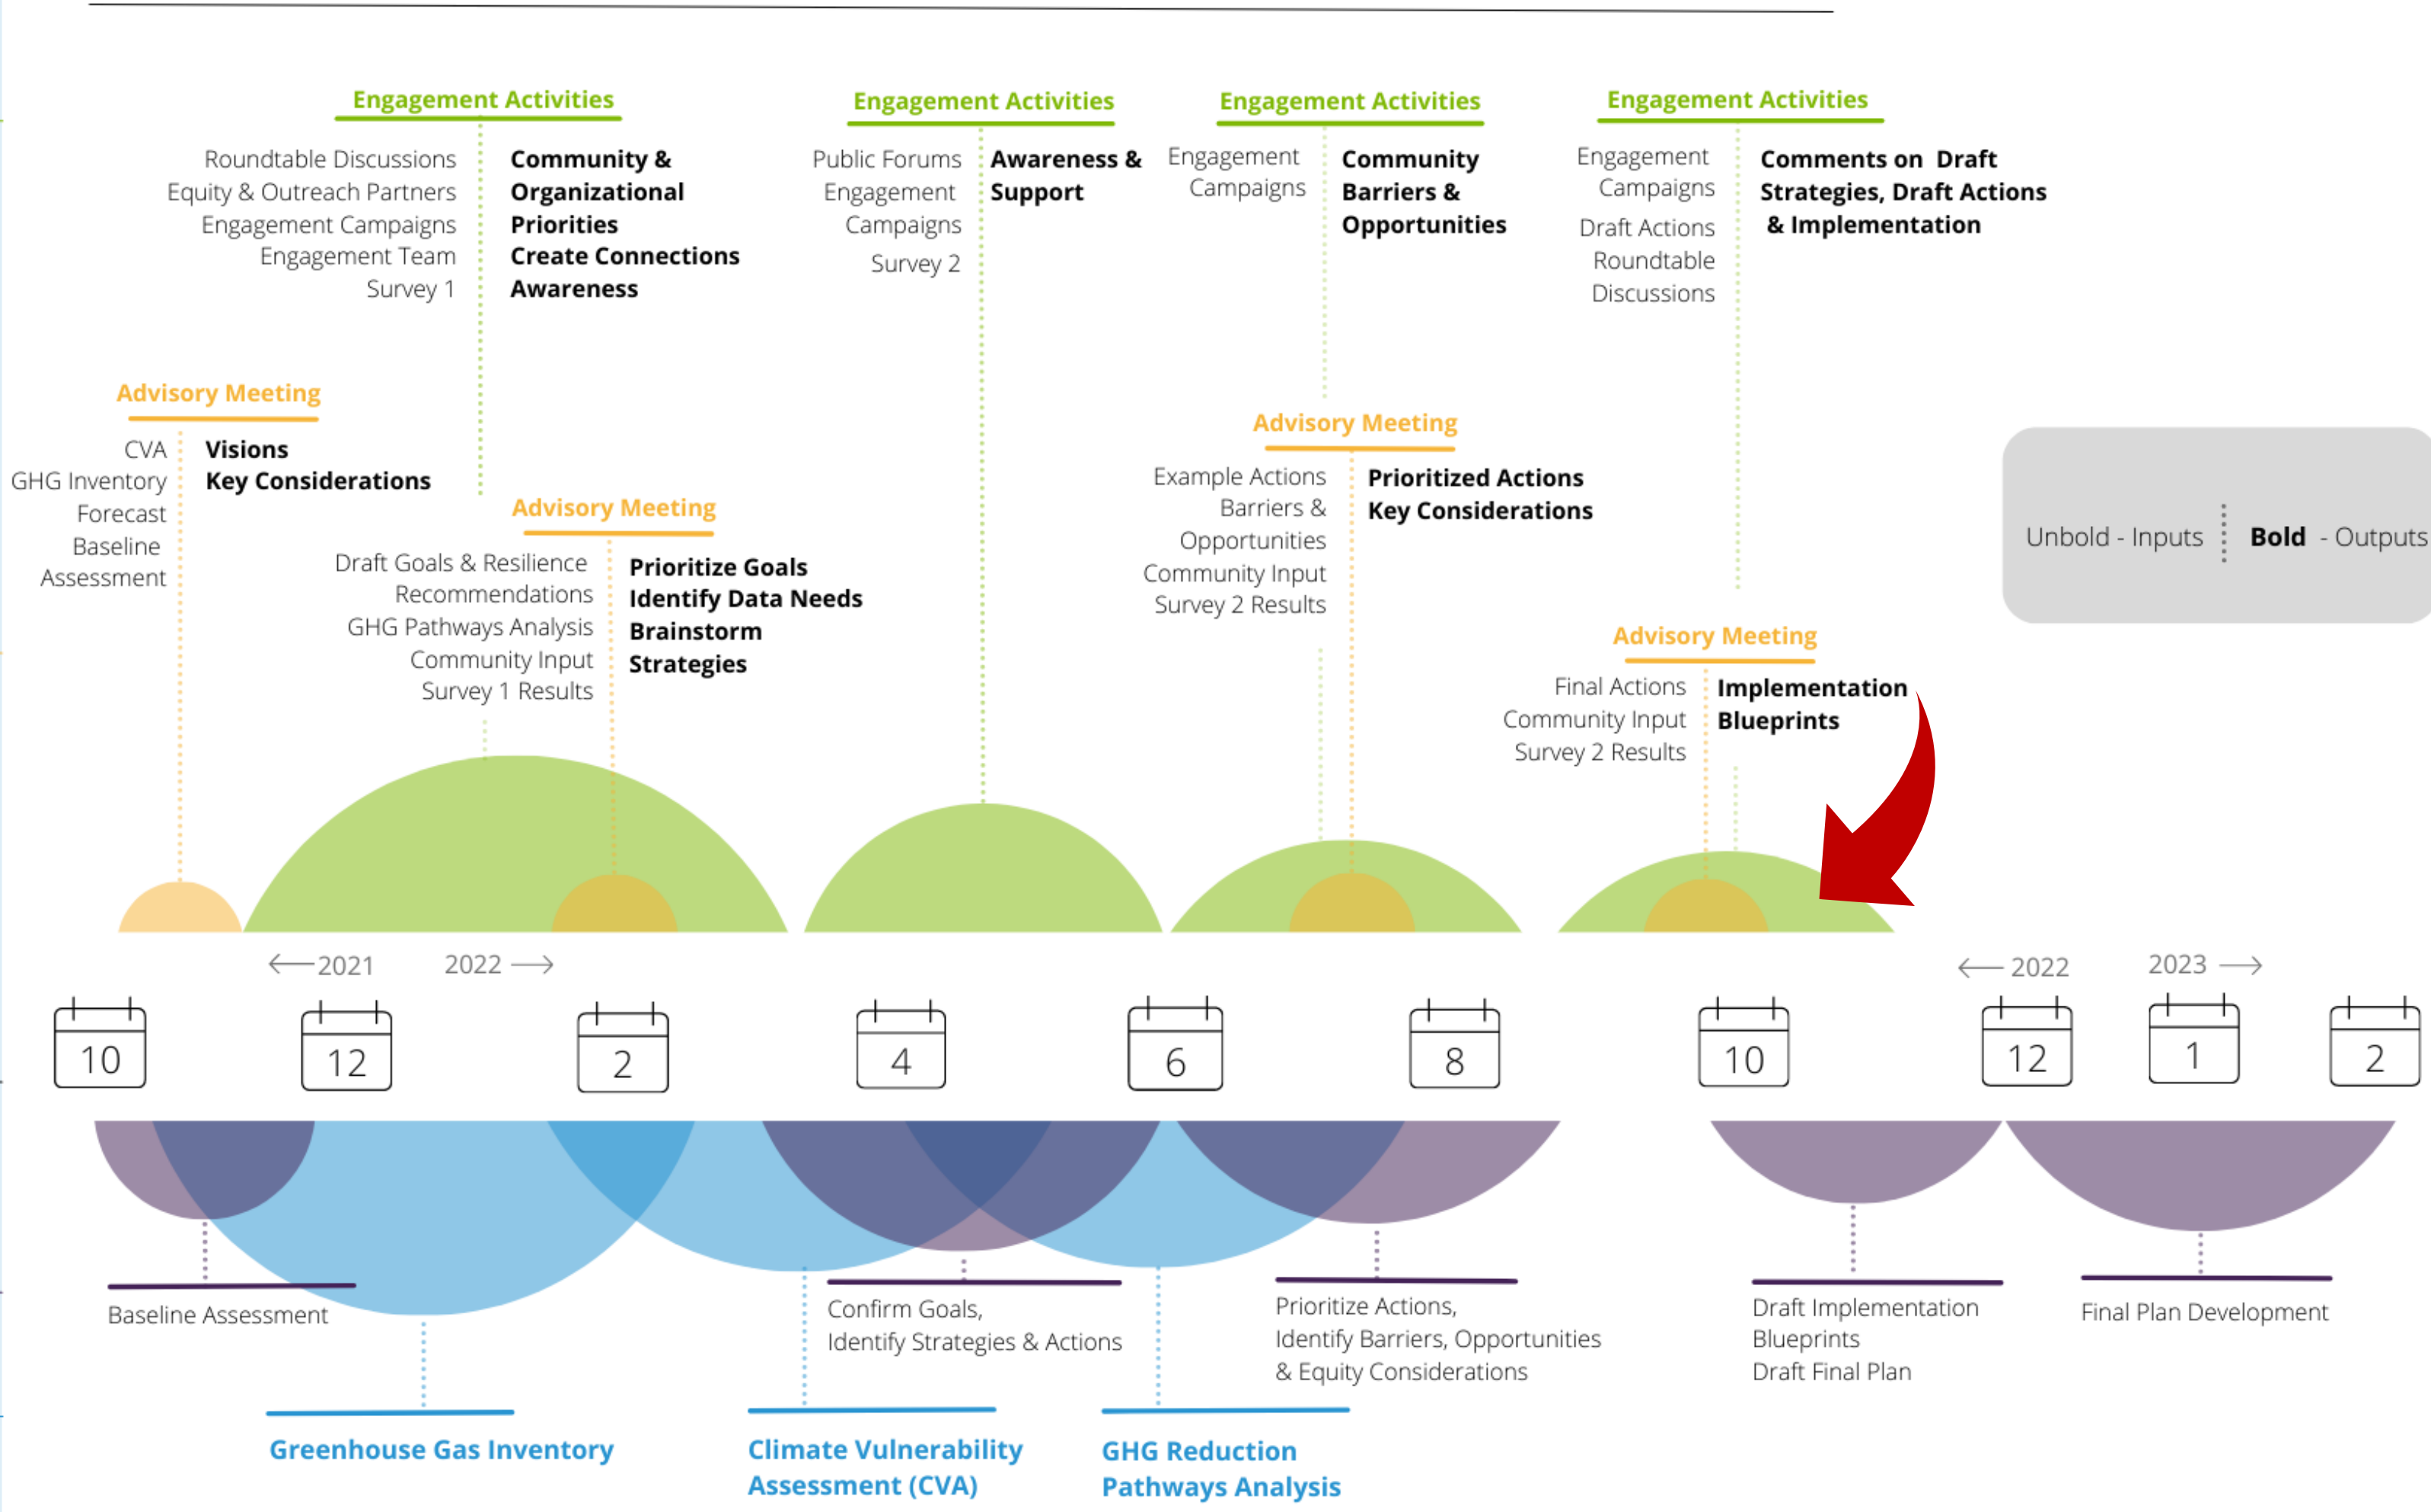 Engagement Activities
Roundtable Discussions
Equity & Outreach Partners
Engagement Campaigns
Engagement Team
Survey 1
Community &
Organizational
Priorities
Create Connections
Awareness
Engagement Activities
Public Forums
Engagement
Campaigns
Survey 2
Awareness &
Support
Engagement Activities
Engagement
Campaigns
Community
Barriers &
Opportunities
Engagement Activities
Engagement
Campaigns
Draft Actions
Roundtable
Discussions
Comments on Draft
Strategies, Draft Actions
& Implementation
Advisory Meeting
CVA
GHG Inventory
Forecast
Baseline
Assessment
Visions
Key Considerations
Advisory Meeting
Draft Goals & Resilience
Recommendations
GHG Pathways Analysis
Community Input
Survey 1 Results
Prioritize Goals
Identify Data Needs
Brainstorm
Strategies
Advisory Meeting
Example Actions
Barriers &
Opportunities
Community Input
Survey 2 Results
Prioritized Actions
Key Considerations
Advisory Meeting
Final Actions
Community Input
Survey 2 Results
Implementation
Blueprints
Unbold - Inputs
Bold - Outputs
2021
2022
2022
2023
10
12
2
4
6
8
10
12
1
2
Baseline Assessment
Confirm Goals,
Identify Strategies & Actions
Prioritize Actions,
Identify Barriers, Opportunities
& Equity Considerations
Draft Implementation
Blueprints
Draft Final Plan
Final Plan Development
Greenhouse Gas Inventory
Climate Vulnerability
Assessment (CVA)
GHG Reduction
Pathways Analysis